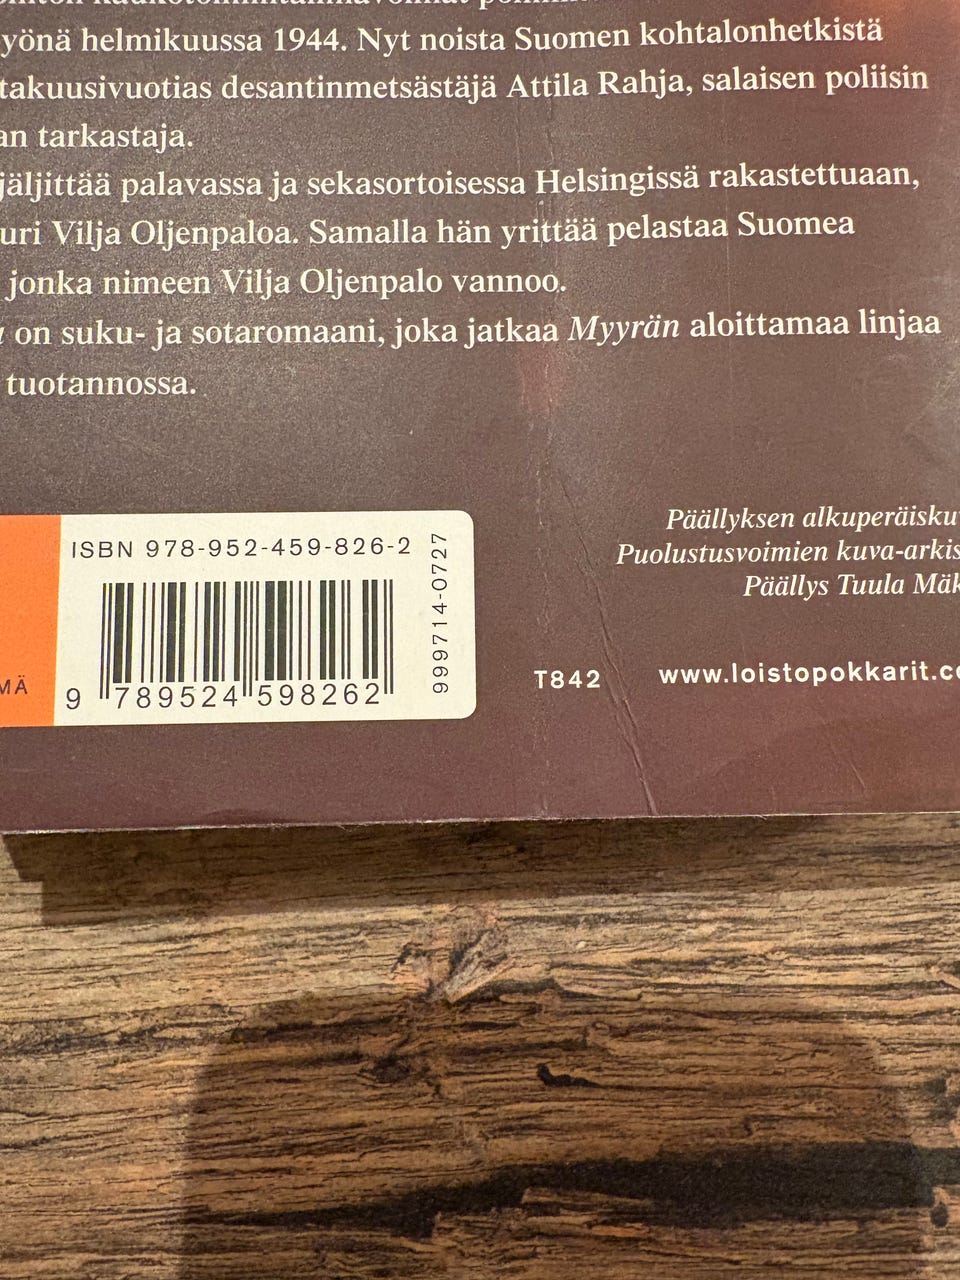 yönä helmikuussa 1944. Nyt noista Suomen kohtalonhetkistä
takuusivuotias desantinmetsästäjä Attila Rahja, salaisen poliisin
an tarkastaja.
jäljittää palavassa ja sekasortoisessa Helsingissä rakastettuaan,
uri Vilja Oljenpaloa. Samalla hän yrittää pelastaa Suomea
jonka nimeen Vilja Oljenpalo vannoo.
on suku- ja sotaromaani, joka jatkaa Myyrän aloittamaa linjaa
tuotannossa.
Päällyksen alkuperäisku
Puolustusvoimien kuva-arkis
Päällys Tuula Mäk
ISBN 978-952-459-826-2
999714-0727
9 789524 598262
MÄ
T842
www.loistopokkarit.co